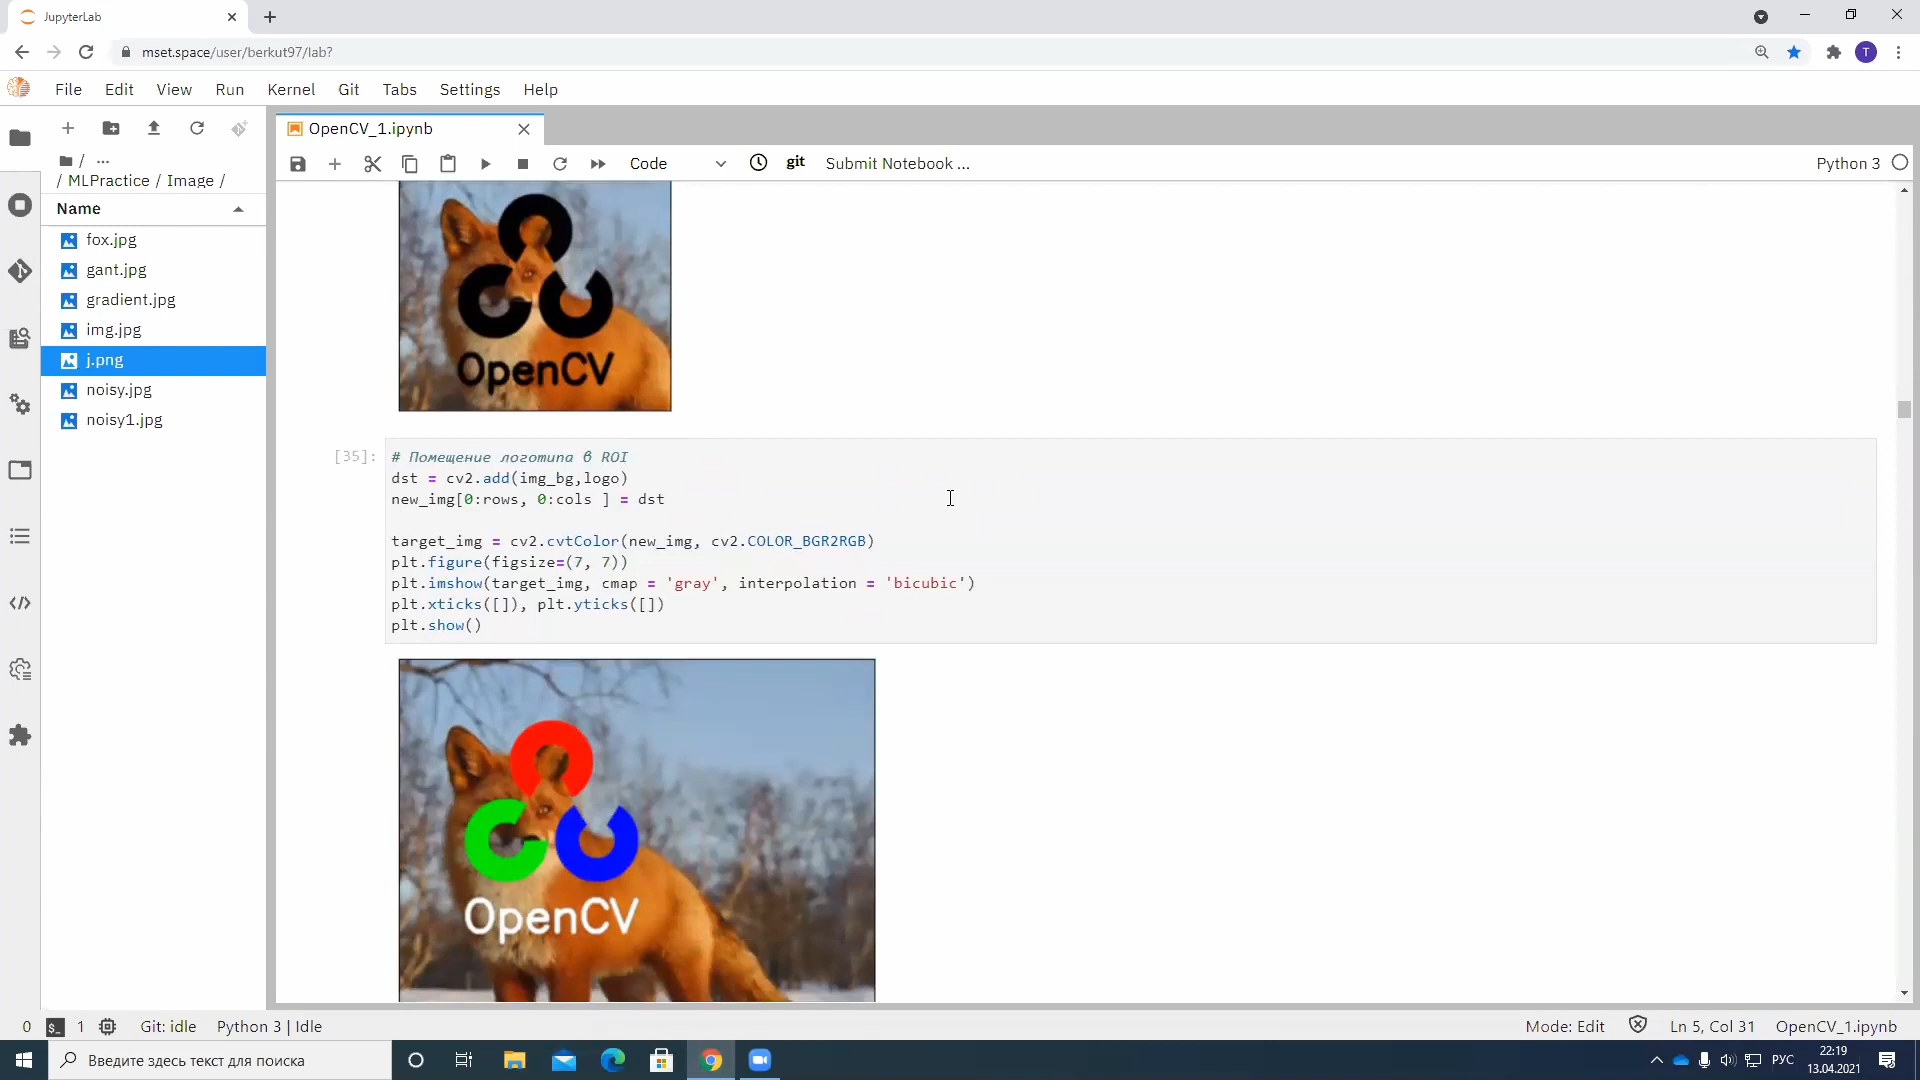 JupyterLab
mset.space/user/berkut97/lab?
T
File Edit View Run Kernel Git Tabs Settings Help
OpenCV_1.ipynb
Code
git
Submit Notebook ...
Python 3
/ ...
/ MLPractice / Image /
Name
fox.jpg
gant.jpg
gradient.jpg
img.jpg
j.png
noisy.jpg
noisy1.jpg
OpenCV
[35]:
# Помещение логотипа в ROI
dst = cv2.add(img_bg,logo)
new_img[0:rows, 0:cols ] = dst
target_img = cv2.cvtColor(new_img, cv2.COLOR_BGR2RGB)
plt.figure(figsize=(7, 7))
plt.imshow(target_img, cmap = 'gray', interpolation = 'bicubic')
plt.xticks([]), plt.yticks([])
plt.show()
OpenCV
0 $_ 1 Git: idle Python 3 | Idle Mode: Edit Ln 5, Col 31 OpenCV_1.ipynb
Введите здесь текст для поиска
РУС
22:19
13.04.2021